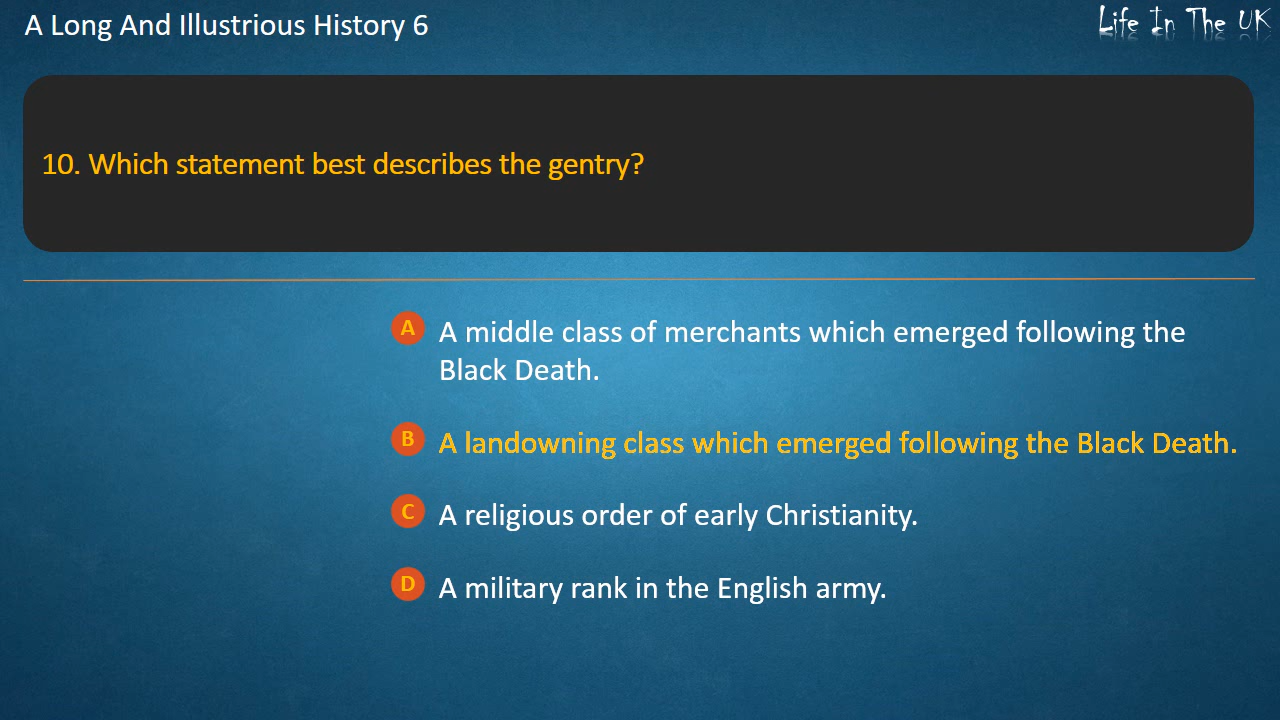 A Long And Illustrious History 6
Life In The UK
10. Which statement best describes the gentry?
A A middle class of merchants which emerged following the
Black Death.
B A landowning class which emerged following the Black Death.
C A religious order of early Christianity.
D A military rank in the English army.